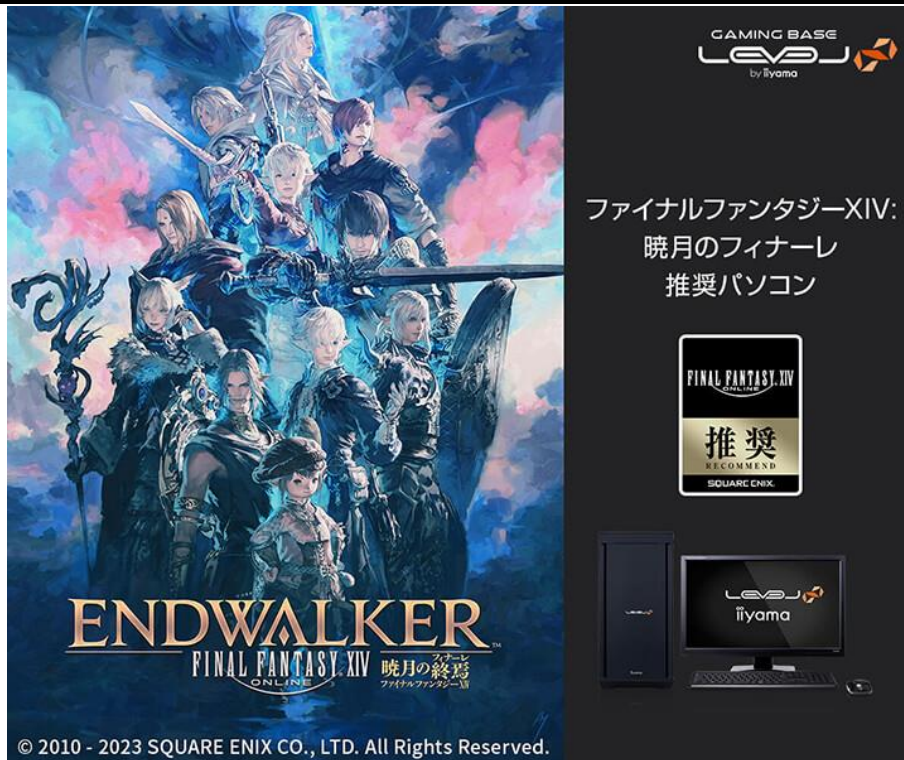 ENDWALKER™
FINAL FANTASY XIV
ONLINE
フィナーレ
暁月の終焉
ファイナルファンタジーXIV
© 2010 - 2023 SQUARE ENIX CO., LTD. All Rights Reserved.
GAMING BASE
LEVEL
by iiyama
ファイナルファンタジーXIV:
暁月のフィナーレ
推奨パソコン
FINAL FANTASY XIV
ONLINE
推奨
RECOMMEND
SQUARE ENIX.
LEVEL
LEVEL
iiyama